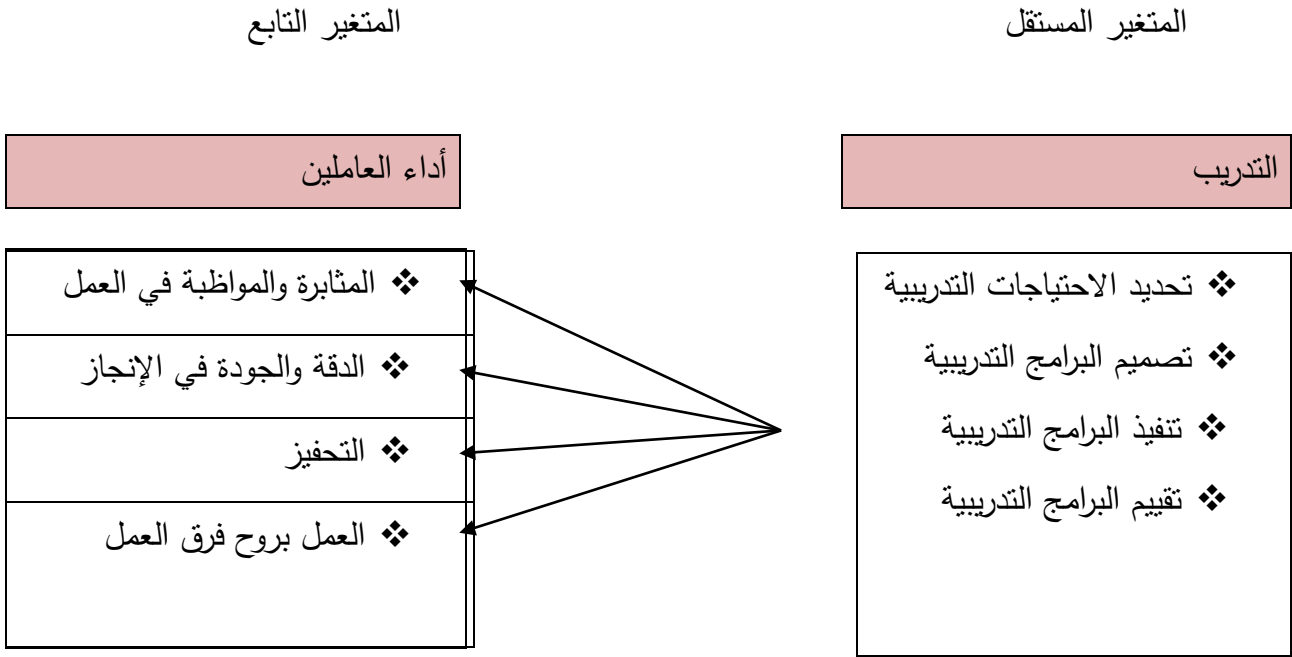 المتغير المستقل
المتغير التابع
التدريب
أداء العاملين
❖ تحديد الاحتياجات التدريبية
❖ تصميم البرامج التدريبية
❖ تنفيذ البرامج التدريبية
❖ تقييم البرامج التدريبية
❖ المثابرة والمواظبة في العمل
❖ الدقة والجودة في الإنجاز
❖ التحفيز
❖ العمل بروح فرق العمل